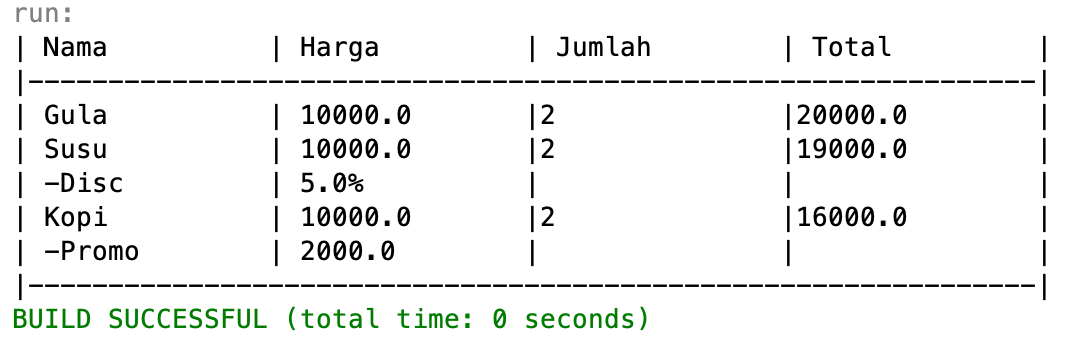 run:
| Nama          | Harga         | Jumlah        | Total         |
|---------------------------------------------------------------|
| Gula          | 10000.0       |2              |20000.0        |
| Susu          | 10000.0       |2              |19000.0        |
| -Disc         | 5.0%          |               |               |
| Kopi          | 10000.0       |2              |16000.0        |
| -Promo        | 2000.0        |               |               |
|---------------------------------------------------------------|
BUILD SUCCESSFUL (total time: 0 seconds)